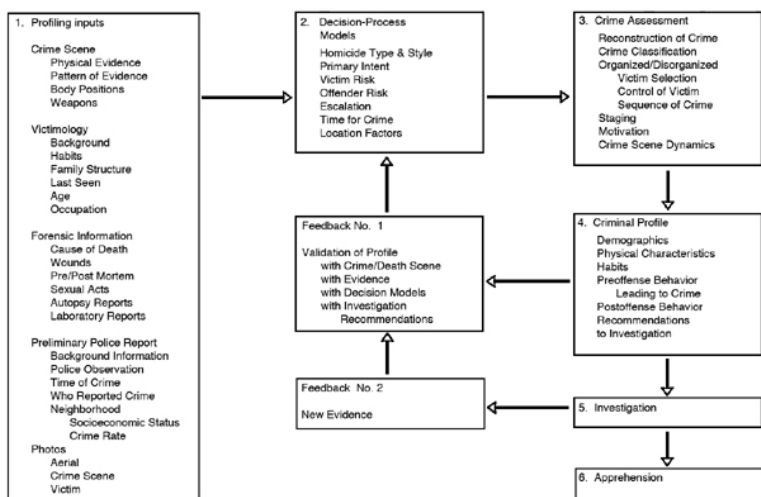 1. Profiling inputs
Crime Scene
Physical Evidence
Pattern of Evidence
Body Positions
Weapons
Victimology
Background
Habits
Family Structure
Last Seen
Age
Occupation
Forensic Information
Cause of Death
Wounds
Pre/Post Mortem
Sexual Acts
Autopsy Reports
Laboratory Reports
Preliminary Police Report
Background Information
Police Observation
Time of Crime
Who Reported Crime
Neighborhood
Socioeconomic Status
Crime Rate
Photos
Aerial
Crime Scene
Victim
2. Decision-Process
Models
Homicide Type & Style
Primary Intent
Victim Risk
Offender Risk
Escalation
Time for Crime
Location Factors
3. Crime Assessment
Reconstruction of Crime
Crime Classification
Organized/Disorganized
Victim Selection
Control of Victim
Sequence of Crime
Staging
Motivation
Crime Scene Dynamics
4. Criminal Profile
Demographics
Physical Characteristics
Habits
Preoffense Behavior
Leading to Crime
Postoffense Behavior
Recommendations
to Investigation
Feedback No. 1
Validation of Profile
with Crime/Death Scene
with Evidence
with Decision Models
with Investigation
Recommendations
Feedback No. 2
New Evidence
5. Investigation
6. Apprehension